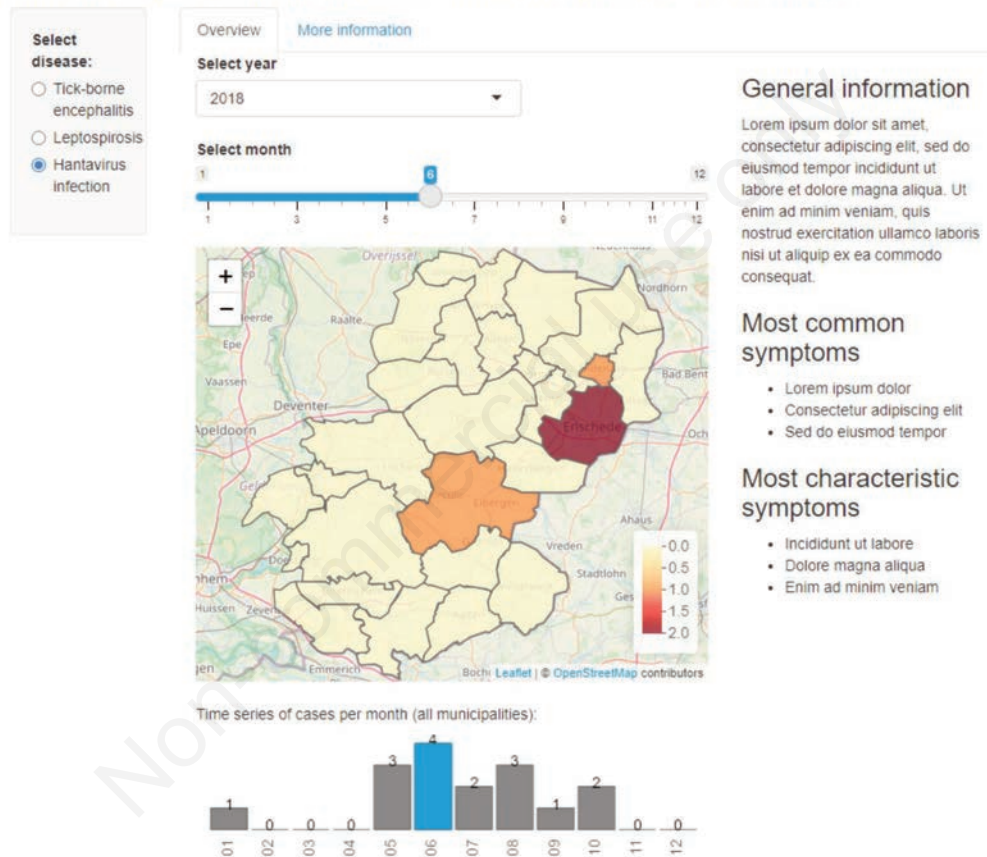 Select
disease:
Tick-borne
encephalitis
Leptospirosis
Hantavirus
infection
Overview
More information
Select year
2018
Select month
1
6
12
1
3
5
7
9
11
12
+
−
Overijssel
Nordhorn
Raalte
Epe
Vaassen
Bad Bent
Deventer
Apeldoorn
Enschede
Och
Eibergen
Ahaus
Vreden
Stadtlohn
Huissen
Zeven
Emmerich
Boch
0.0
0.5
1.0
1.5
2.0
Leaflet | © OpenStreetMap contributors
Time series of cases per month (all municipalities):
1
0
0
0
3
4
2
3
1
2
0
0
01
02
03
04
05
06
07
08
09
10
11
12
General information
Lorem ipsum dolor sit amet,
consectetur adipiscing elit, sed do
eiusmod tempor incididunt ut
labore et dolore magna aliqua. Ut
enim ad minim veniam, quis
nostrud exercitation ullamco laboris
nisi ut aliquip ex ea commodo
consequat.
Most common
symptoms
Lorem ipsum dolor
Consectetur adipiscing elit
Sed do eiusmod tempor
Most characteristic
symptoms
Incididunt ut labore
Dolore magna aliqua
Enim ad minim veniam
Non-commercial use only